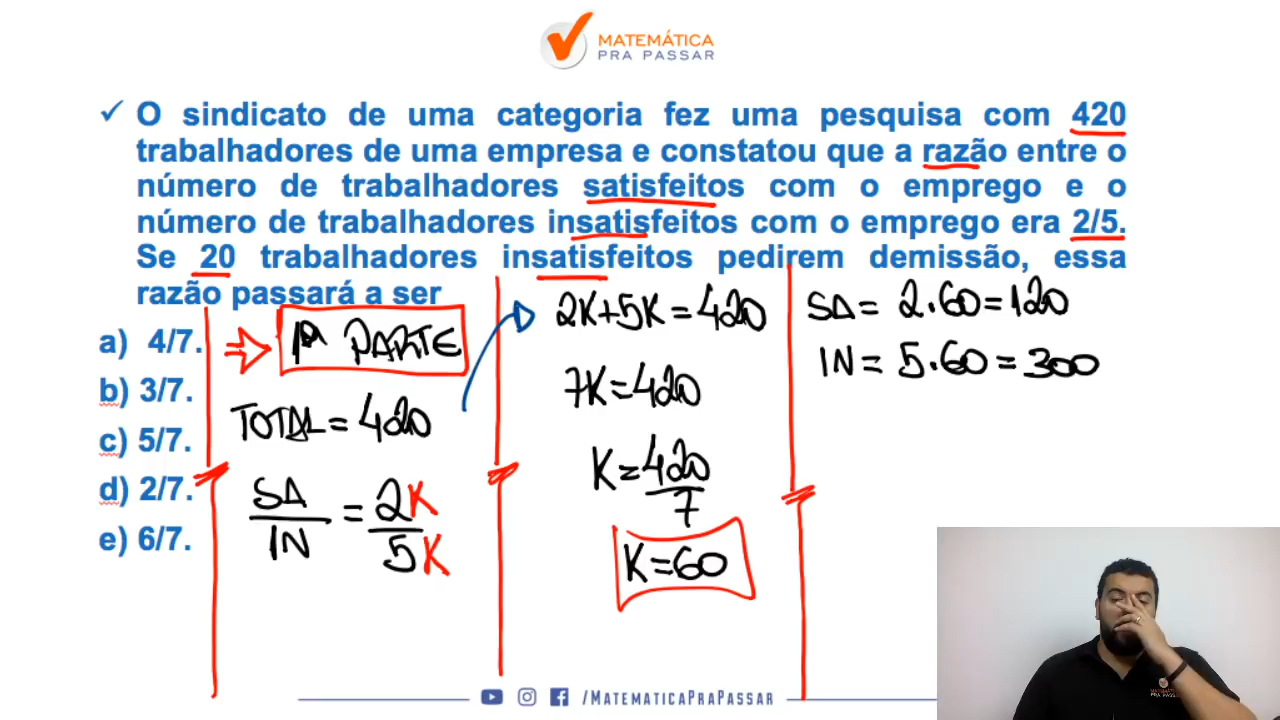 MATEMÁTICA
PRA PASSAR
✓ O sindicato de uma categoria fez uma pesquisa com 420
trabalhadores de uma empresa e constatou que a razão entre o
número de trabalhadores satisfeitos com o emprego e o
número de trabalhadores insatisfeitos com o emprego era 2/5.
Se 20 trabalhadores insatisfeitos pedirem demissão, essa
razão passará a ser
a) 4/7.
b) 3/7.
c) 5/7.
d) 2/7.
e) 6/7.
⇒ 1ª PARTE
TOTAL = 420
SA/IN = 2K/5K
2K+5K=420
7K=420
K=420/7
K=60
SA = 2.60=120
IN = 5.60=300
/MATEMATICAPRAPASSAR
MATEMÁTICA
PRA PASSAR